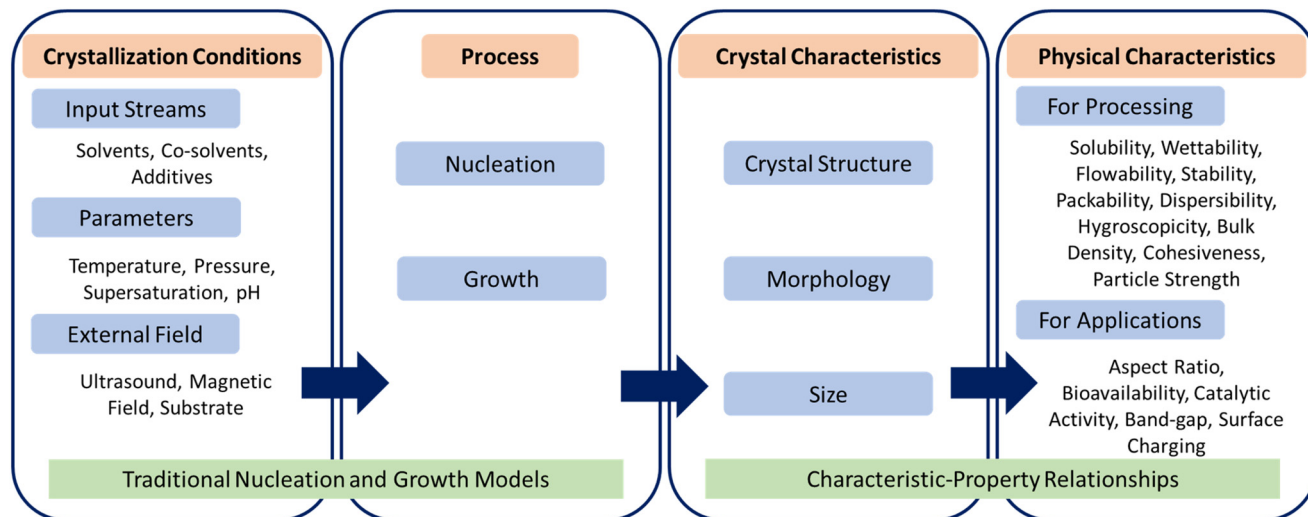 Crystallization Conditions
Input Streams
Solvents, Co-solvents,
Additives
Parameters
Temperature, Pressure,
Supersaturation, pH
External Field
Ultrasound, Magnetic
Field, Substrate
Process
Nucleation
Growth
Traditional Nucleation and Growth Models
Crystal Characteristics
Crystal Structure
Morphology
Size
Physical Characteristics
For Processing
Solubility, Wettability,
Flowability, Stability,
Packability, Dispersibility,
Hygroscopicity, Bulk
Density, Cohesiveness,
Particle Strength
For Applications
Aspect Ratio,
Bioavailability, Catalytic
Activity, Band-gap, Surface
Charging
Characteristic-Property Relationships